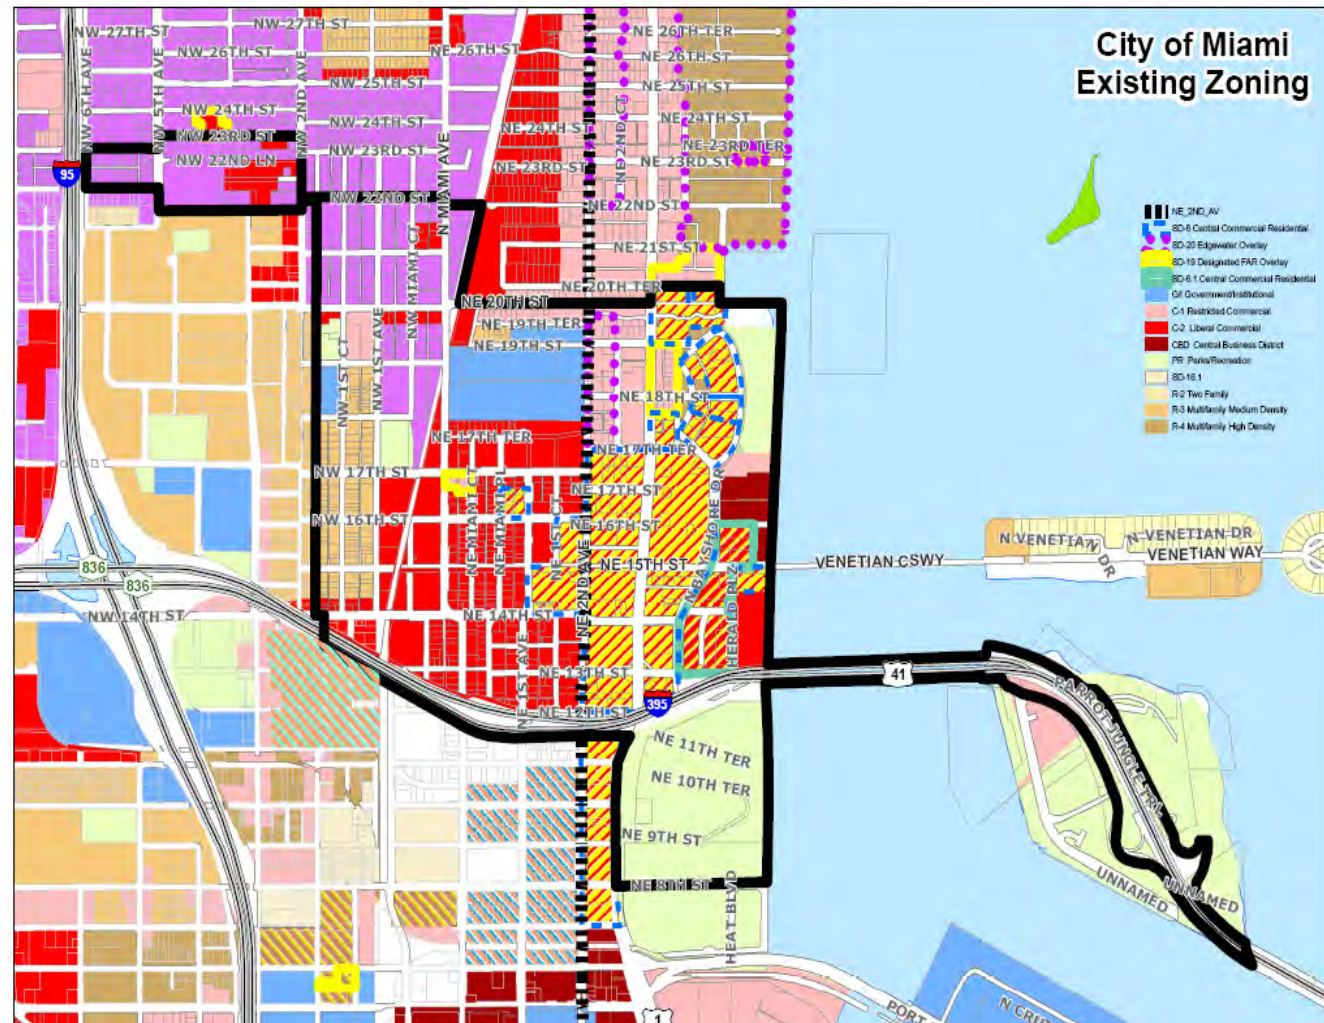 City of Miami
Existing Zoning
NE_2ND_AV
SD-6 Central Commercial Residential
SD-20 Edgewater Overlay
SD-19 Designated FAR Overlay
SD-6.1 Central Commercial Residential
G/I Government/Institutional
C-1 Restricted Commercial
C-2 Liberal Commercial
CBD Central Business District
PR Parks/Recreation
SD-16.1
R-2 Two Family
R-3 Multifamily Medium Density
R-4 Multifamily High Density
NW 27TH ST
NW 27TH ST
NW 26TH ST
NE 26TH ST
NE 26TH TER
NE 26TH ST
NW 6TH AVE
NW 5TH AVE
NW 2ND AVE
NW 25TH ST
NE 25TH ST
NW 24TH ST
NW 24TH ST
NE 24TH ST
NE 24TH ST
NW 23RD ST
NW 23RD ST
NE 23RD ST
NE 23RD TER
NE 23RD ST
NE 2ND CT
N MIAMI AVE
NW 22ND LN
95
NW 22ND ST
NE 22ND ST
NW MIAMI CT
NE 21ST ST
NE 20TH TER
NE 20TH ST
NE 19TH TER
NE 19TH ST
NW 1ST CT
NW 1ST AVE
NE 18TH ST
NE 17TH TER
NE 17TH TER
NW 17TH ST
NE 17TH ST
NE MIAMI CT
NE MIAMI PL
NE 1ST CT
NE 2ND AVE
N BAYSHORE DR
HERALD PLZ
NW 16TH ST
NE 16TH ST
NE 15TH ST
VENETIAN CSWY
N VENETIAN DR
N VENETIAN DR
VENETIAN WAY
836
836
NW 14TH ST
NE 14TH ST
NE 1ST AVE
NE 13TH ST
NE 12TH ST
395
41
PARROT JUNGLE TRL
NE 11TH TER
NE 10TH TER
NE 9TH ST
NE 8TH ST
HEAT BLVD
UNNAMED
UNNAMED
PORT
N CRU
1